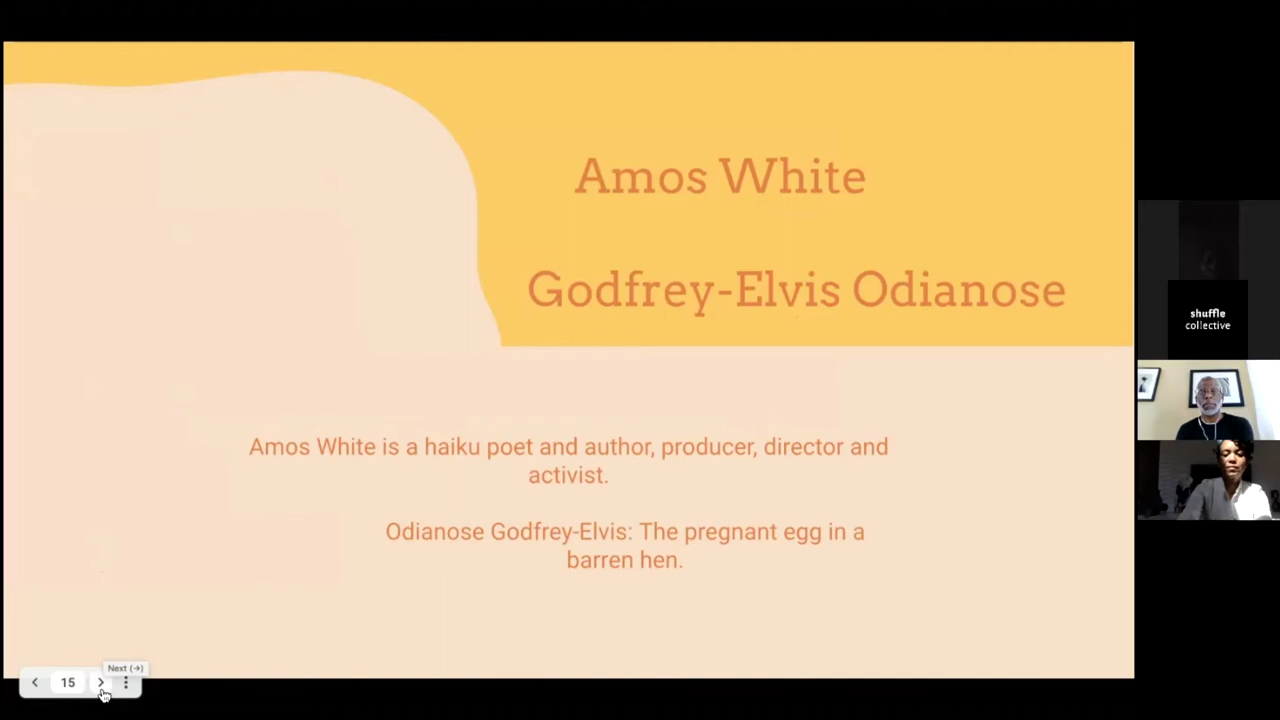 Amos White
Godfrey-Elvis Odianose
Amos White is a haiku poet and author, producer, director and
activist.
Odianose Godfrey-Elvis: The pregnant egg in a
barren hen.
shuffle
collective
Next (→)
15